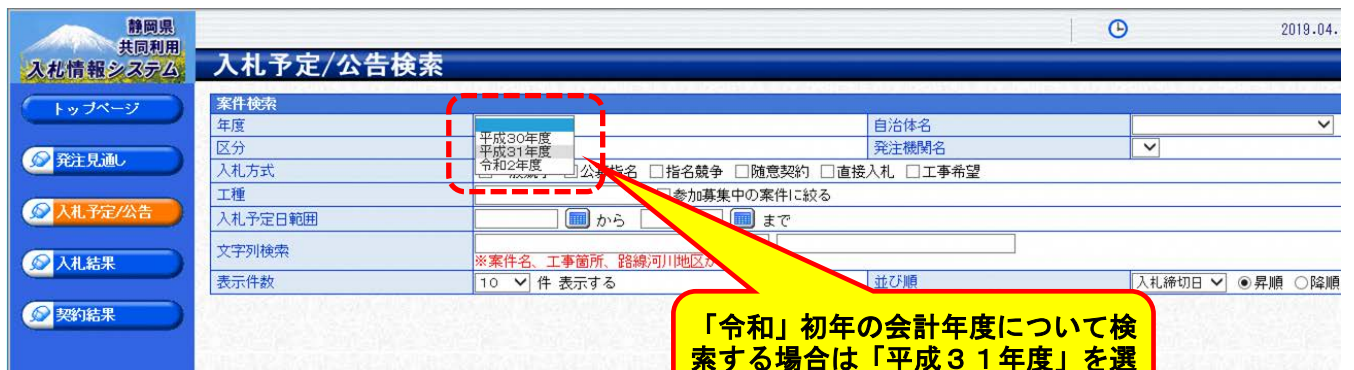 静岡県
共同利用
入札情報システム
2019.04.
入札予定/公告検索
トップページ
発注見通し
入札予定/公告
入札結果
契約結果
案件検索
年度
平成30年度
平成31年度
令和2年度
自治体名
区分
発注機関名
入札方式
□指名競争 □随意契約 □直接入札 □工事希望
工種
参加募集中の案件に絞る
入札予定日範囲
から
まで
文字列検索
※案件名、工事箇所、路線河川地区
表示件数
10 件 表示する
並び順
入札締切日 ◉昇順 ○降順
「令和」初年の会計年度について検
索する場合は「平成３１年度」を選